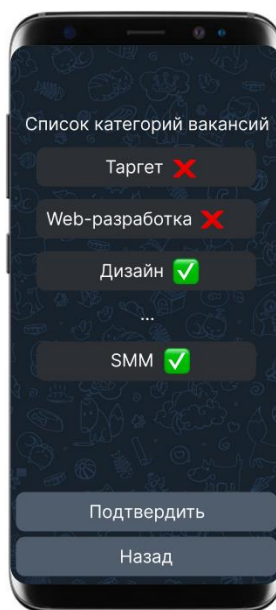 Список категорий вакансий
Таргет ❌
Web-разработка ❌
Дизайн ✅
...
SMM ✅
Подтвердить
Назад